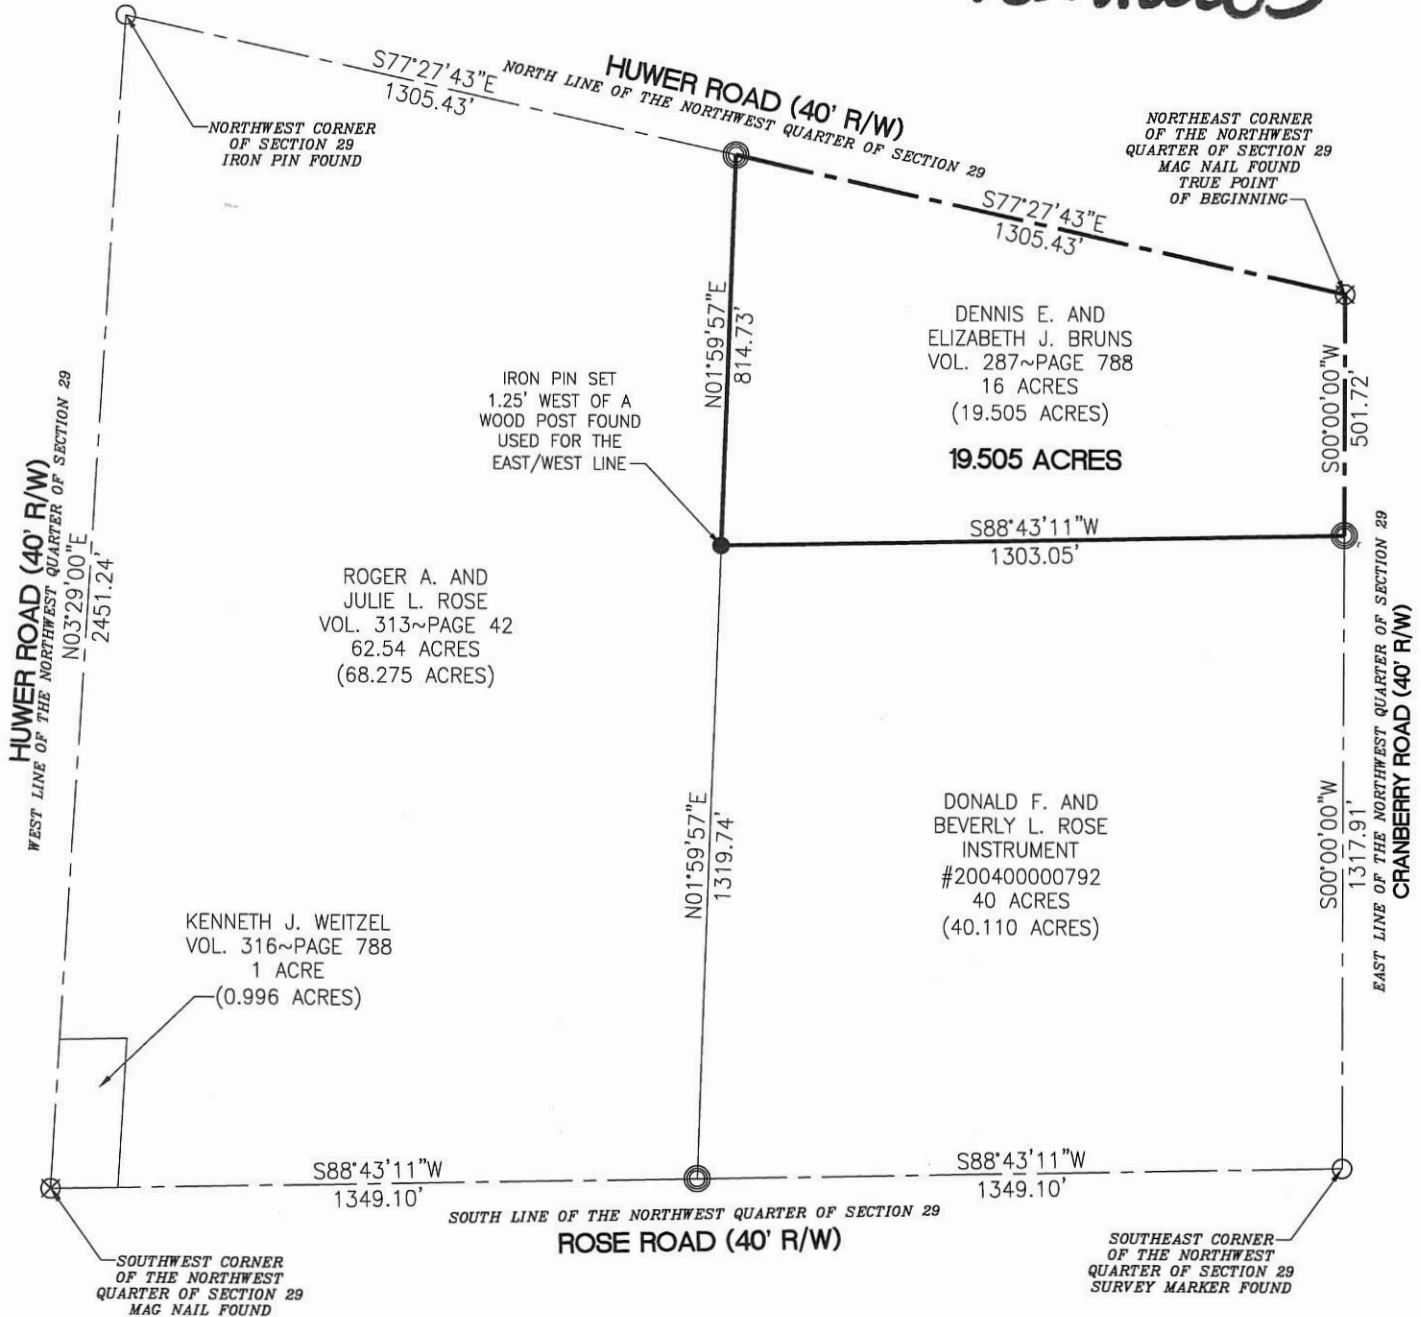 S77°27'43"E
1305.43'
HUWER ROAD (40' R/W)
NORTH LINE OF THE NORTHWEST QUARTER OF SECTION 29
NORTHWEST CORNER
OF SECTION 29
IRON PIN FOUND
NORTHEAST CORNER
OF THE NORTHWEST
QUARTER OF SECTION 29
MAG NAIL FOUND
TRUE POINT
OF BEGINNING
S77°27'43"E
1305.43'
N01°59'57"E
814.73'
DENNIS E. AND
ELIZABETH J. BRUNS
VOL. 287~PAGE 788
16 ACRES
(19.505 ACRES)
19.505 ACRES
S00°00'00"W
501.72'
IRON PIN SET
1.25' WEST OF A
WOOD POST FOUND
USED FOR THE
EAST/WEST LINE
S88°43'11"W
1303.05'
HUWER ROAD (40' R/W)
WEST LINE OF THE NORTHWEST QUARTER OF SECTION 29
N03°29'00"E
2451.24'
ROGER A. AND
JULIE L. ROSE
VOL. 313~PAGE 42
62.54 ACRES
(68.275 ACRES)
N01°59'57"E
1319.74'
DONALD F. AND
BEVERLY L. ROSE
INSTRUMENT
#200400000792
40 ACRES
(40.110 ACRES)
S00°00'00"W
1317.91'
EAST LINE OF THE NORTHWEST QUARTER OF SECTION 29
CRANBERRY ROAD (40' R/W)
KENNETH J. WEITZEL
VOL. 316~PAGE 788
1 ACRE
(0.996 ACRES)
S88°43'11"W
1349.10'
S88°43'11"W
1349.10'
SOUTH LINE OF THE NORTHWEST QUARTER OF SECTION 29
ROSE ROAD (40' R/W)
SOUTHWEST CORNER
OF THE NORTHWEST
QUARTER OF SECTION 29
MAG NAIL FOUND
SOUTHEAST CORNER
OF THE NORTHWEST
QUARTER OF SECTION 29
SURVEY MARKER FOUND